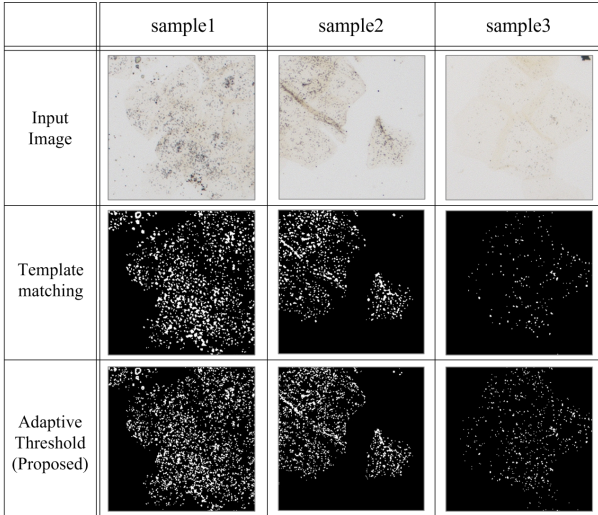 sample1 sample2 sample3
Input
Image
Template
matching
Adaptive
Threshold
(Proposed)